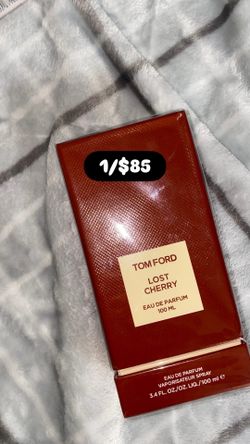 1/$85
TOM FORD
LOST
CHERRY
EAU DE PARFUM
100 ML
EAU DE PARFUM
VAPORISATEUR SPRAY
3.4 FL.OZ./OZ. LIQ./100 ml ℮